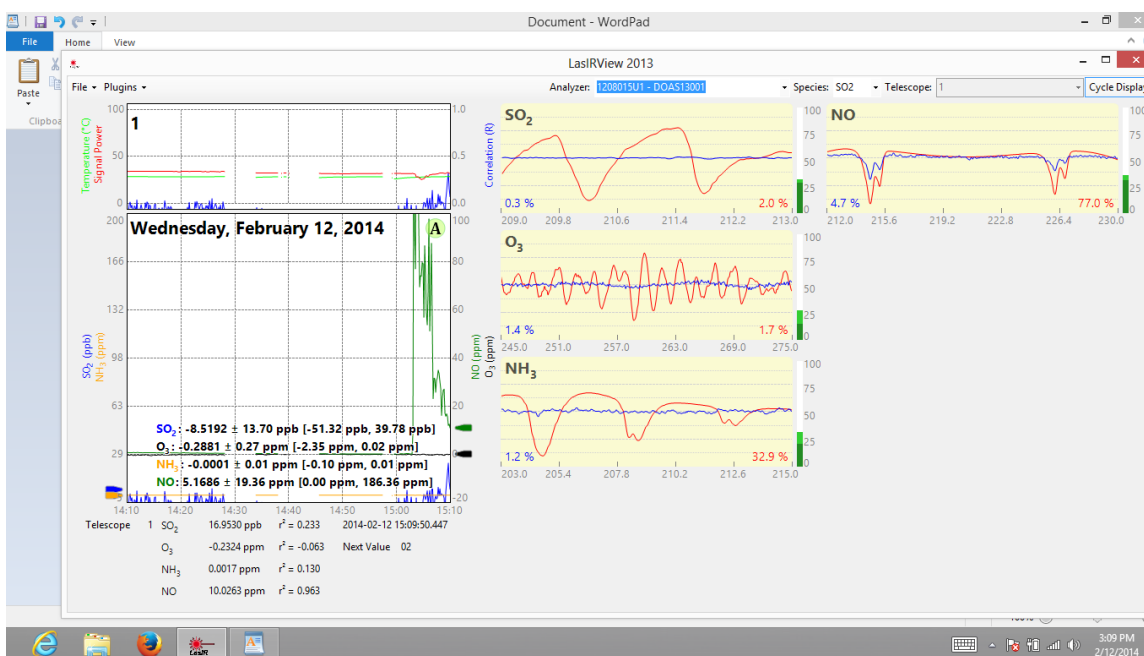 Document - WordPad
File Home View
LasIRView 2013
Paste
Clipboa
File Plugins
Analyzer: 1208015U1 - DOAS13001 Species: SO2 Telescope: 1 Cycle Display
Temperature (°C)
Signal Power
100
50
0
1
1.0
0.5
0.0
Correlation (R)
SO2
0.3 %
2.0 %
209.0 209.8 210.6 211.4 212.2 213.0
100
75
50
25
0
NO
4.7 %
77.0 %
212.0 215.6 219.2 222.8 226.4 230.0
100
75
50
25
0
Wednesday, February 12, 2014
A
SO2 (ppb)
NH3 (ppm)
200
166
132
98
63
29
100
80
60
40
20
0
-20
NO (ppm)
O3 (ppm)
SO2: -8.5192 ± 13.70 ppb [-51.32 ppb, 39.78 ppb]
O3: -0.2881 ± 0.27 ppm [-2.35 ppm, 0.02 ppm]
NH3: -0.0001 ± 0.01 ppm [-0.10 ppm, 0.01 ppm]
NO: 5.1686 ± 19.36 ppm [0.00 ppm, 186.36 ppm]
14:10 14:20 14:30 14:40 14:50 15:00 15:10
O3
1.4 %
1.7 %
245.0 251.0 257.0 263.0 269.0 275.0
100
75
50
25
0
NH3
1.2 %
32.9 %
203.0 205.4 207.8 210.2 212.6 215.0
100
75
50
25
0
Telescope 1 SO2 16.9530 ppb r² = 0.233 2014-02-12 15:09:50.447
O3 -0.2324 ppm r² = -0.063 Next Value 02
NH3 0.0017 ppm r² = 0.130
NO 10.0263 ppm r² = 0.963
LasIR
3:09 PM
2/12/2014